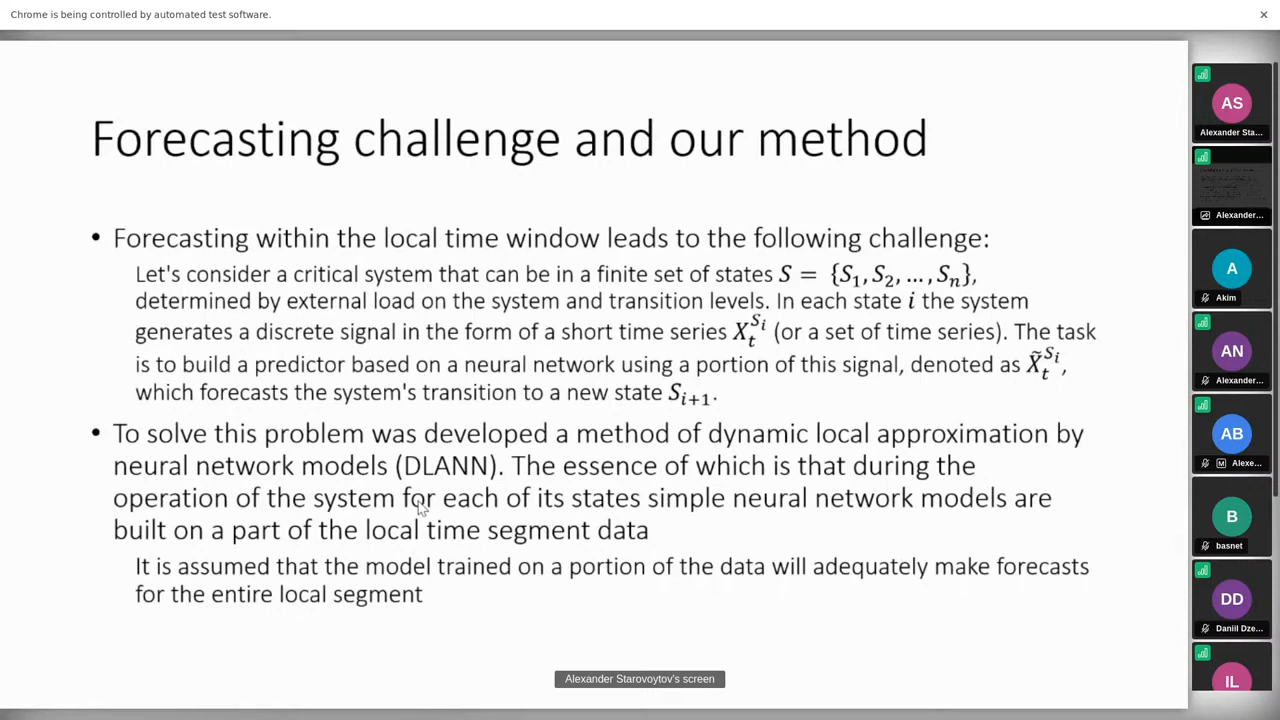 Chrome is being controlled by automated test software.
Forecasting challenge and our method
• Forecasting within the local time window leads to the following challenge:
Let's consider a critical system that can be in a finite set of states S = {S₁, S₂, ..., Sₙ},
determined by external load on the system and transition levels. In each state i the system
generates a discrete signal in the form of a short time series X_t^{S_i} (or a set of time series). The task
is to build a predictor based on a neural network using a portion of this signal, denoted as X̃_t^{S_i},
which forecasts the system's transition to a new state S_{i+1}.
• To solve this problem was developed a method of dynamic local approximation by
neural network models (DLANN). The essence of which is that during the
operation of the system for each of its states simple neural network models are
built on a part of the local time segment data
It is assumed that the model trained on a portion of the data will adequately make forecasts
for the entire local segment
Alexander Starovoytov's screen
AS
Alexander Sta...
Alexander...
A
Akim
AN
Alexander...
AB
M Alexe...
B
basnet
DD
Daniil Dze...
IL